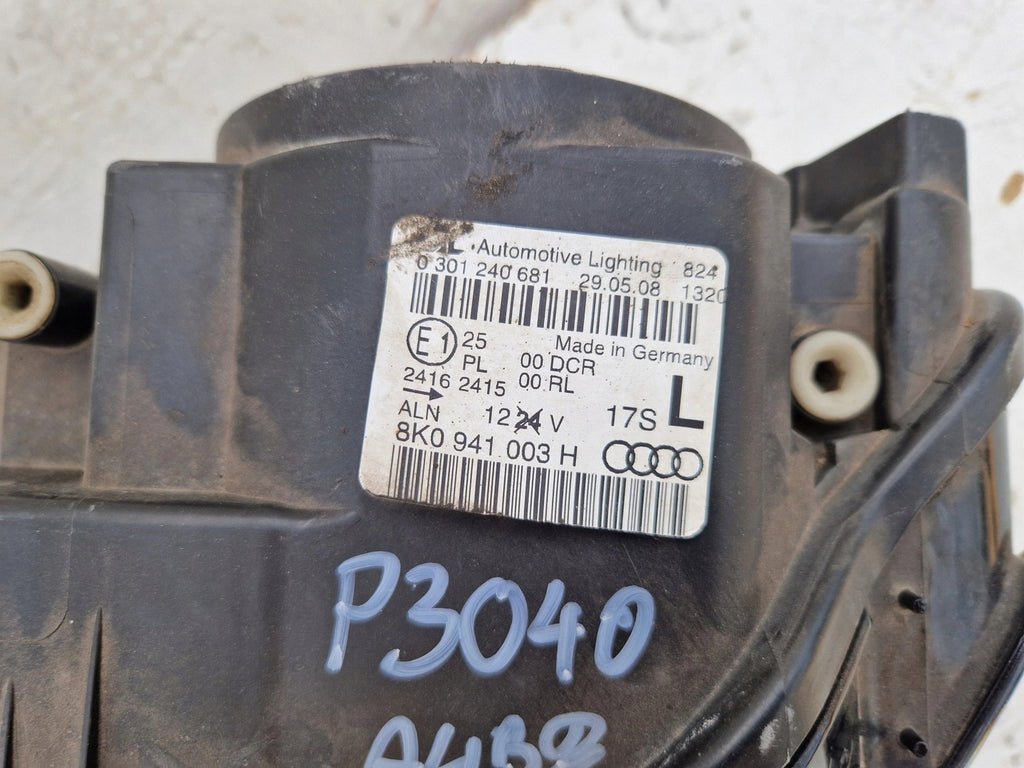 Automotive Lighting 824
0 301 240 681 29.05.08 1320
E1 25 Made in Germany
PL 00 DCR
2416 2415 00 RL
ALN 12 24 V 17S L
8K0 941 003 H
P3040
A4B8